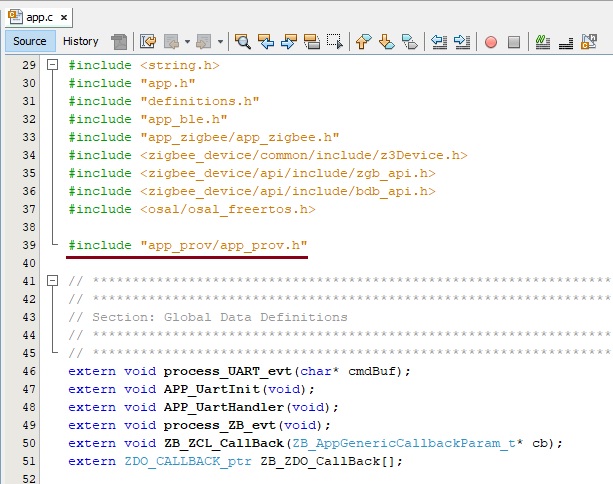 app.c
Source History
29 #include <string.h>
30 #include "app.h"
31 #include "definitions.h"
32 #include "app_ble.h"
33 #include "app_zigbee/app_zigbee.h"
34 #include <zigbee_device/common/include/z3Device.h>
35 #include <zigbee_device/api/include/zgb_api.h>
36 #include <zigbee_device/api/include/bdb_api.h>
37 #include <osal/osal_freertos.h>
38
39 #include "app_prov/app_prov.h"
40
41 // *****************************************************************
42 // *****************************************************************
43 // Section: Global Data Definitions
44 // *****************************************************************
45 // *****************************************************************
46 extern void process_UART_evt(char* cmdBuf);
47 extern void APP_UartInit(void);
48 extern void APP_UartHandler(void);
49 extern void process_ZB_evt(void);
50 extern void ZB_ZCL_CallBack(ZB_AppGenericCallbackParam_t* cb);
51 extern ZDO_CALLBACK_ptr ZB_ZDO_CallBack[];
52